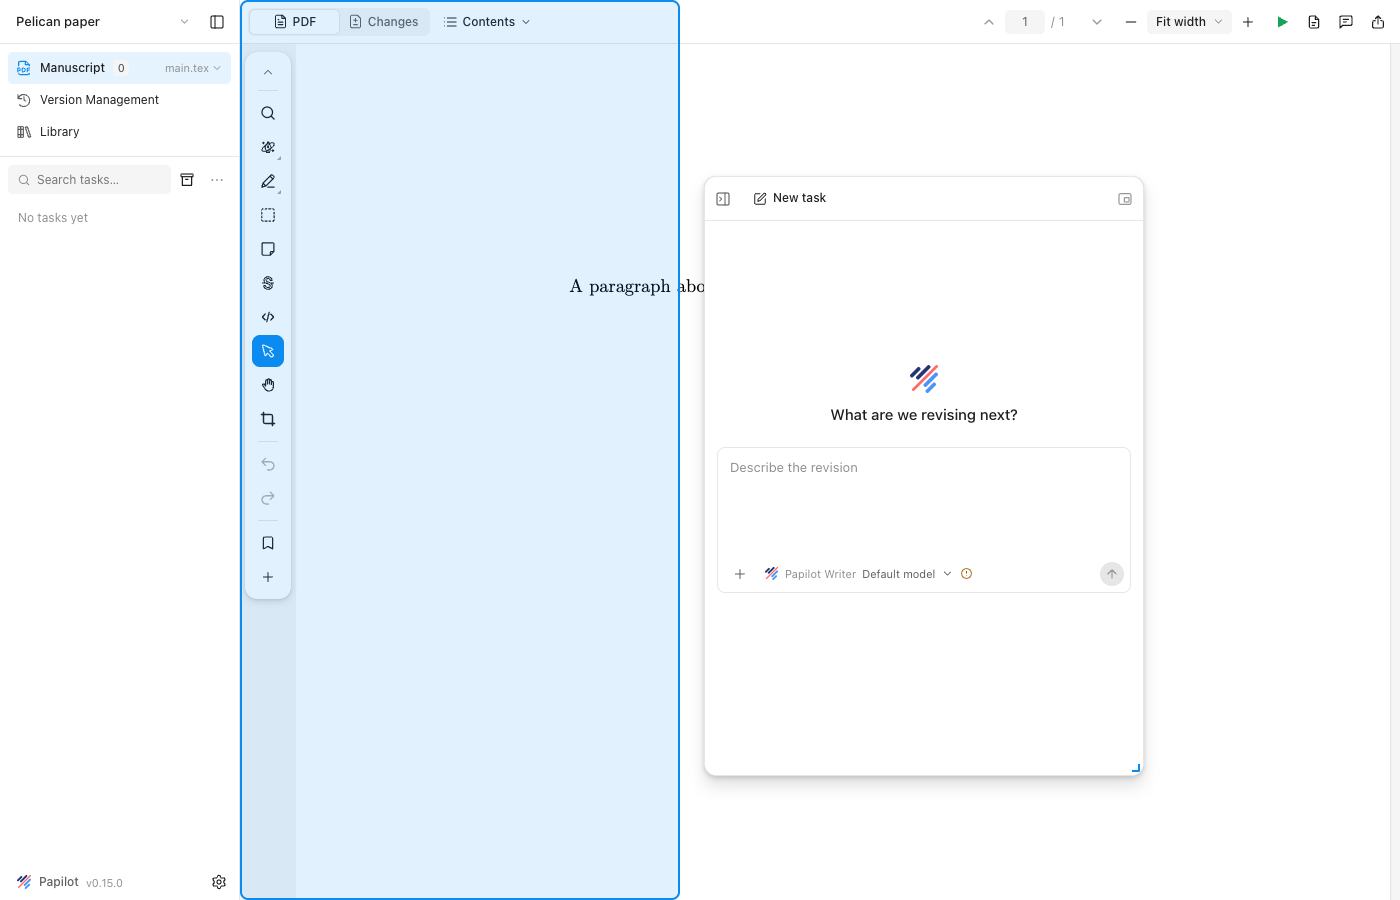 Pelican paper
PDF
Changes
Contents
1
/ 1
Fit width
Manuscript
0
main.tex
Version Management
Library
Search tasks...
No tasks yet
New task
A paragraph abo
What are we revising next?
Describe the revision
Papilot Writer
Default model
Papilot
v0.15.0